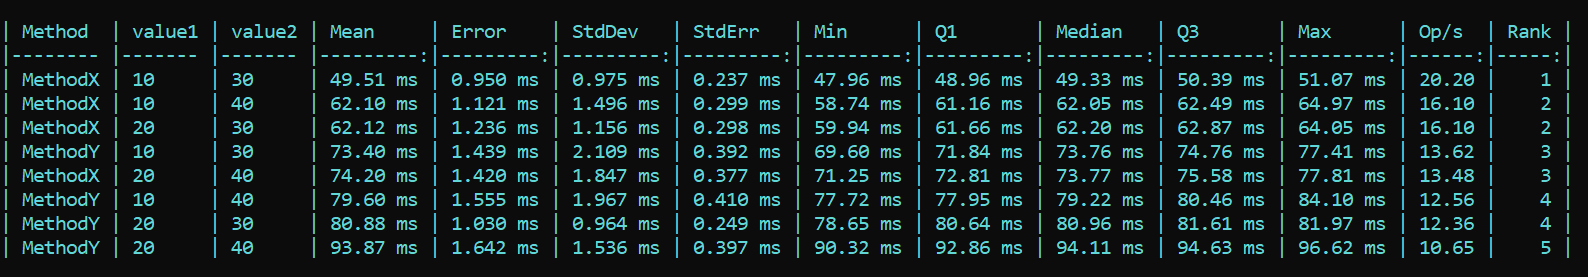 | Method  | value1 | value2 | Mean     | Error    | StdDev   | StdErr   | Min      | Q1       | Median   | Q3       | Max      | Op/s  | Rank |
|-------- |------- |------- |---------:|---------:|---------:|---------:|---------:|---------:|---------:|---------:|---------:|------:|-----:|
| MethodX | 10     | 30     | 49.51 ms | 0.950 ms | 0.975 ms | 0.237 ms | 47.96 ms | 48.96 ms | 49.33 ms | 50.39 ms | 51.07 ms | 20.20 |    1 |
| MethodX | 10     | 40     | 62.10 ms | 1.121 ms | 1.496 ms | 0.299 ms | 58.74 ms | 61.16 ms | 62.05 ms | 62.49 ms | 64.97 ms | 16.10 |    2 |
| MethodX | 20     | 30     | 62.12 ms | 1.236 ms | 1.156 ms | 0.298 ms | 59.94 ms | 61.66 ms | 62.20 ms | 62.87 ms | 64.05 ms | 16.10 |    2 |
| MethodY | 10     | 30     | 73.40 ms | 1.439 ms | 2.109 ms | 0.392 ms | 69.60 ms | 71.84 ms | 73.76 ms | 74.76 ms | 77.41 ms | 13.62 |    3 |
| MethodX | 20     | 40     | 74.20 ms | 1.420 ms | 1.847 ms | 0.377 ms | 71.25 ms | 72.81 ms | 73.77 ms | 75.58 ms | 77.81 ms | 13.48 |    3 |
| MethodY | 10     | 40     | 79.60 ms | 1.555 ms | 1.967 ms | 0.410 ms | 77.72 ms | 77.95 ms | 79.22 ms | 80.46 ms | 84.10 ms | 12.56 |    4 |
| MethodY | 20     | 30     | 80.88 ms | 1.030 ms | 0.964 ms | 0.249 ms | 78.65 ms | 80.64 ms | 80.96 ms | 81.61 ms | 81.97 ms | 12.36 |    4 |
| MethodY | 20     | 40     | 93.87 ms | 1.642 ms | 1.536 ms | 0.397 ms | 90.32 ms | 92.86 ms | 94.11 ms | 94.63 ms | 96.62 ms | 10.65 |    5 |